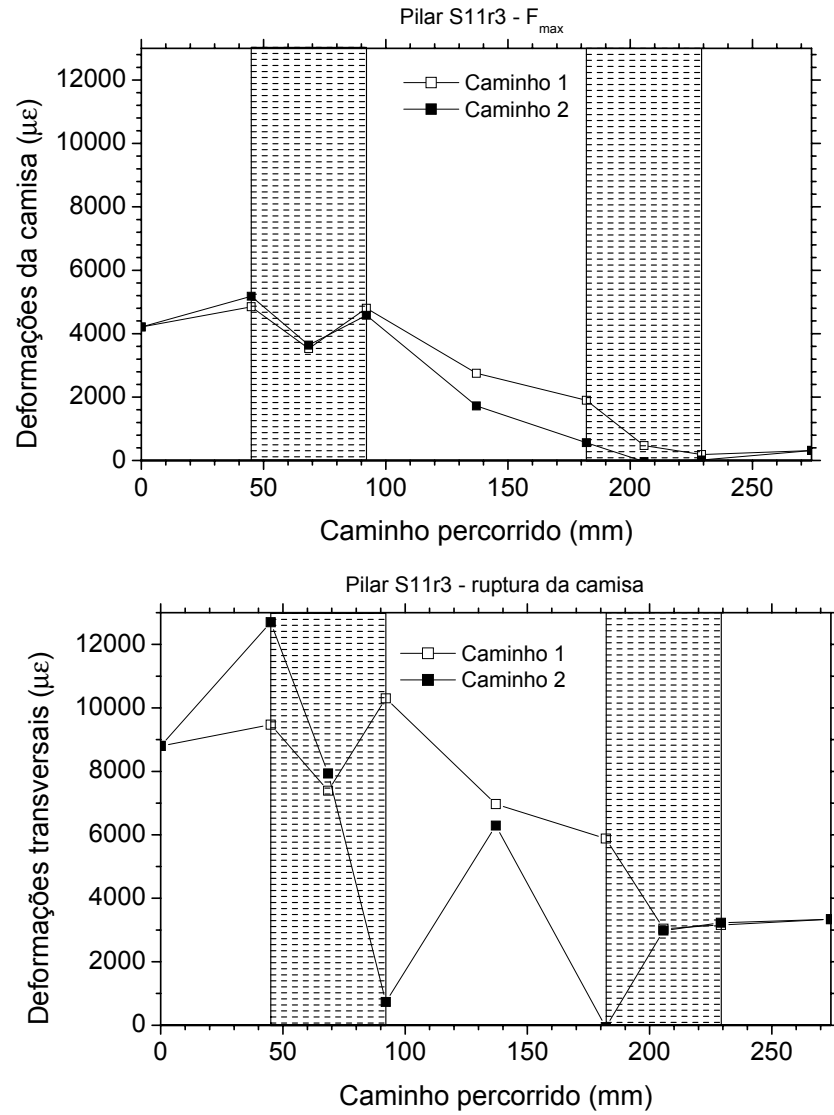 Pilar S11r3 - Fmax
Caminho 1
Caminho 2
12000
10000
8000
6000
4000
2000
0
Deformações da camisa (με)
0 50 100 150 200 250
Caminho percorrido (mm)
Pilar S11r3 - ruptura da camisa
Caminho 1
Caminho 2
12000
10000
8000
6000
4000
2000
0
Deformações transversais (με)
0 50 100 150 200 250
Caminho percorrido (mm)